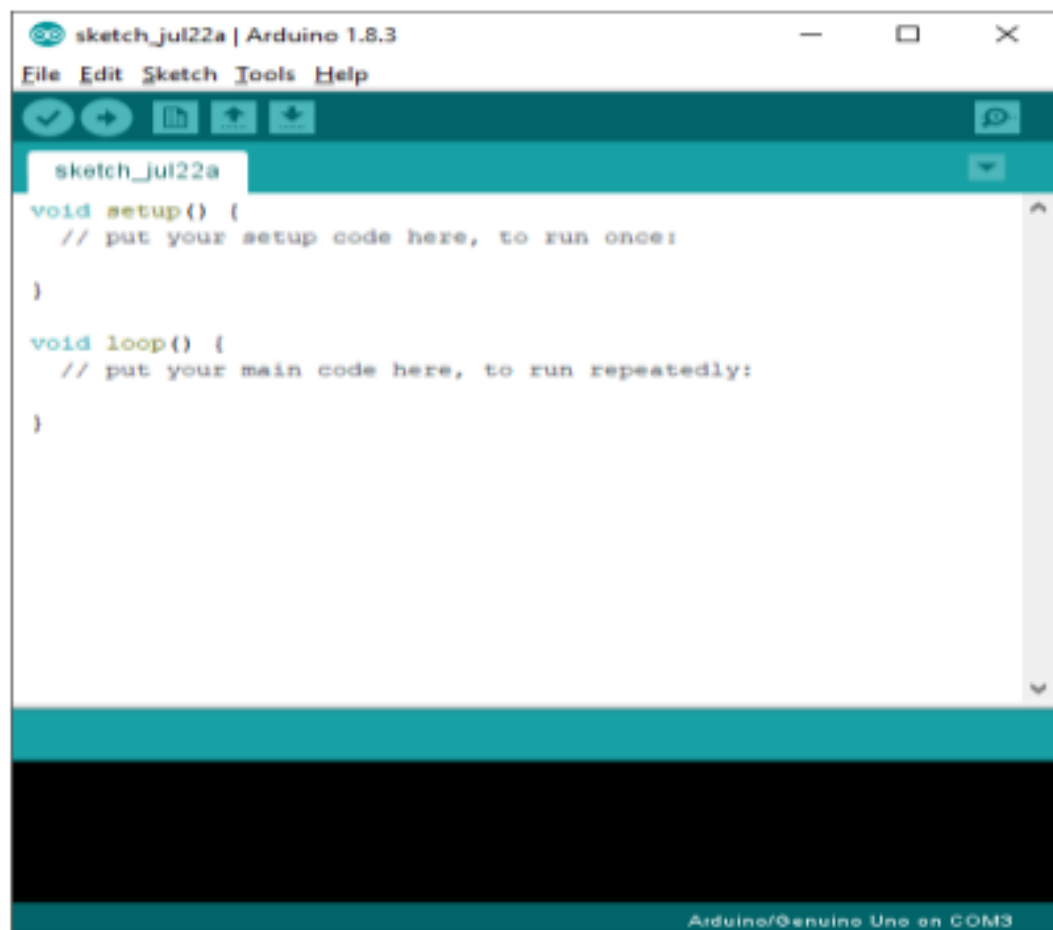 sketch_jul22a | Arduino 1.8.3
File Edit Sketch Tools Help
sketch_jul22a
void setup() {
  // put your setup code here, to run once:
}
void loop() {
  // put your main code here, to run repeatedly:
}
Arduino/Genuino Uno on COM3